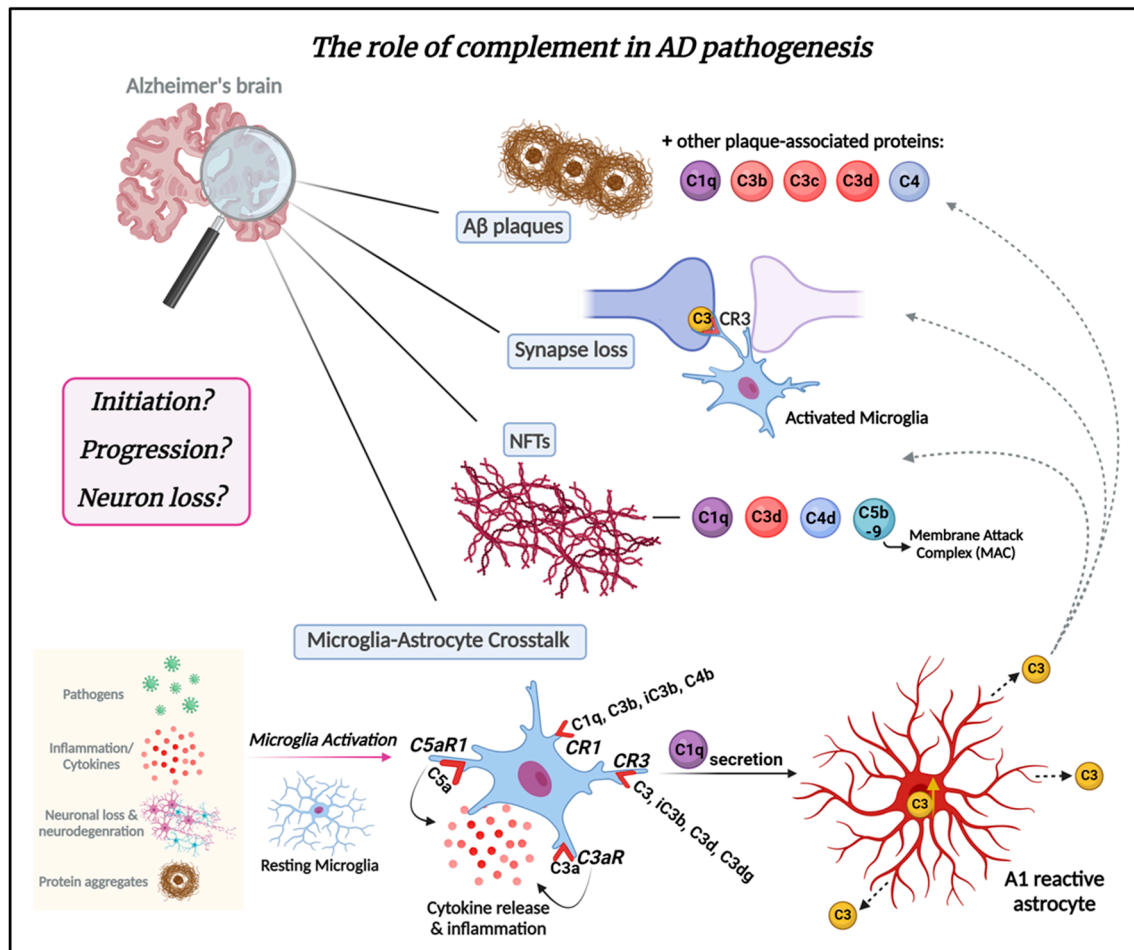 The role of complement in AD pathogenesis
Alzheimer's brain
+ other plaque-associated proteins:
C1q
C3b
C3c
C3d
C4
Aβ plaques
C3
CR3
Synapse loss
Activated Microglia
Initiation?
Progression?
Neuron loss?
NFTs
C1q
C3d
C4d
C5b
-9
Membrane Attack
Complex (MAC)
Microglia-Astrocyte Crosstalk
Pathogens
Inflammation/
Cytokines
Neuronal loss &
neurodegenration
Protein aggregates
Microglia Activation
Resting Microglia
C5aR1
C5a
C1q, C3b, iC3b, C4b
CR1
CR3
C3, iC3b, C3d, C3dg
C3a
C3aR
Cytokine release
& inflammation
C1q
secretion
C3
C3
C3
C3
A1 reactive
astrocyte